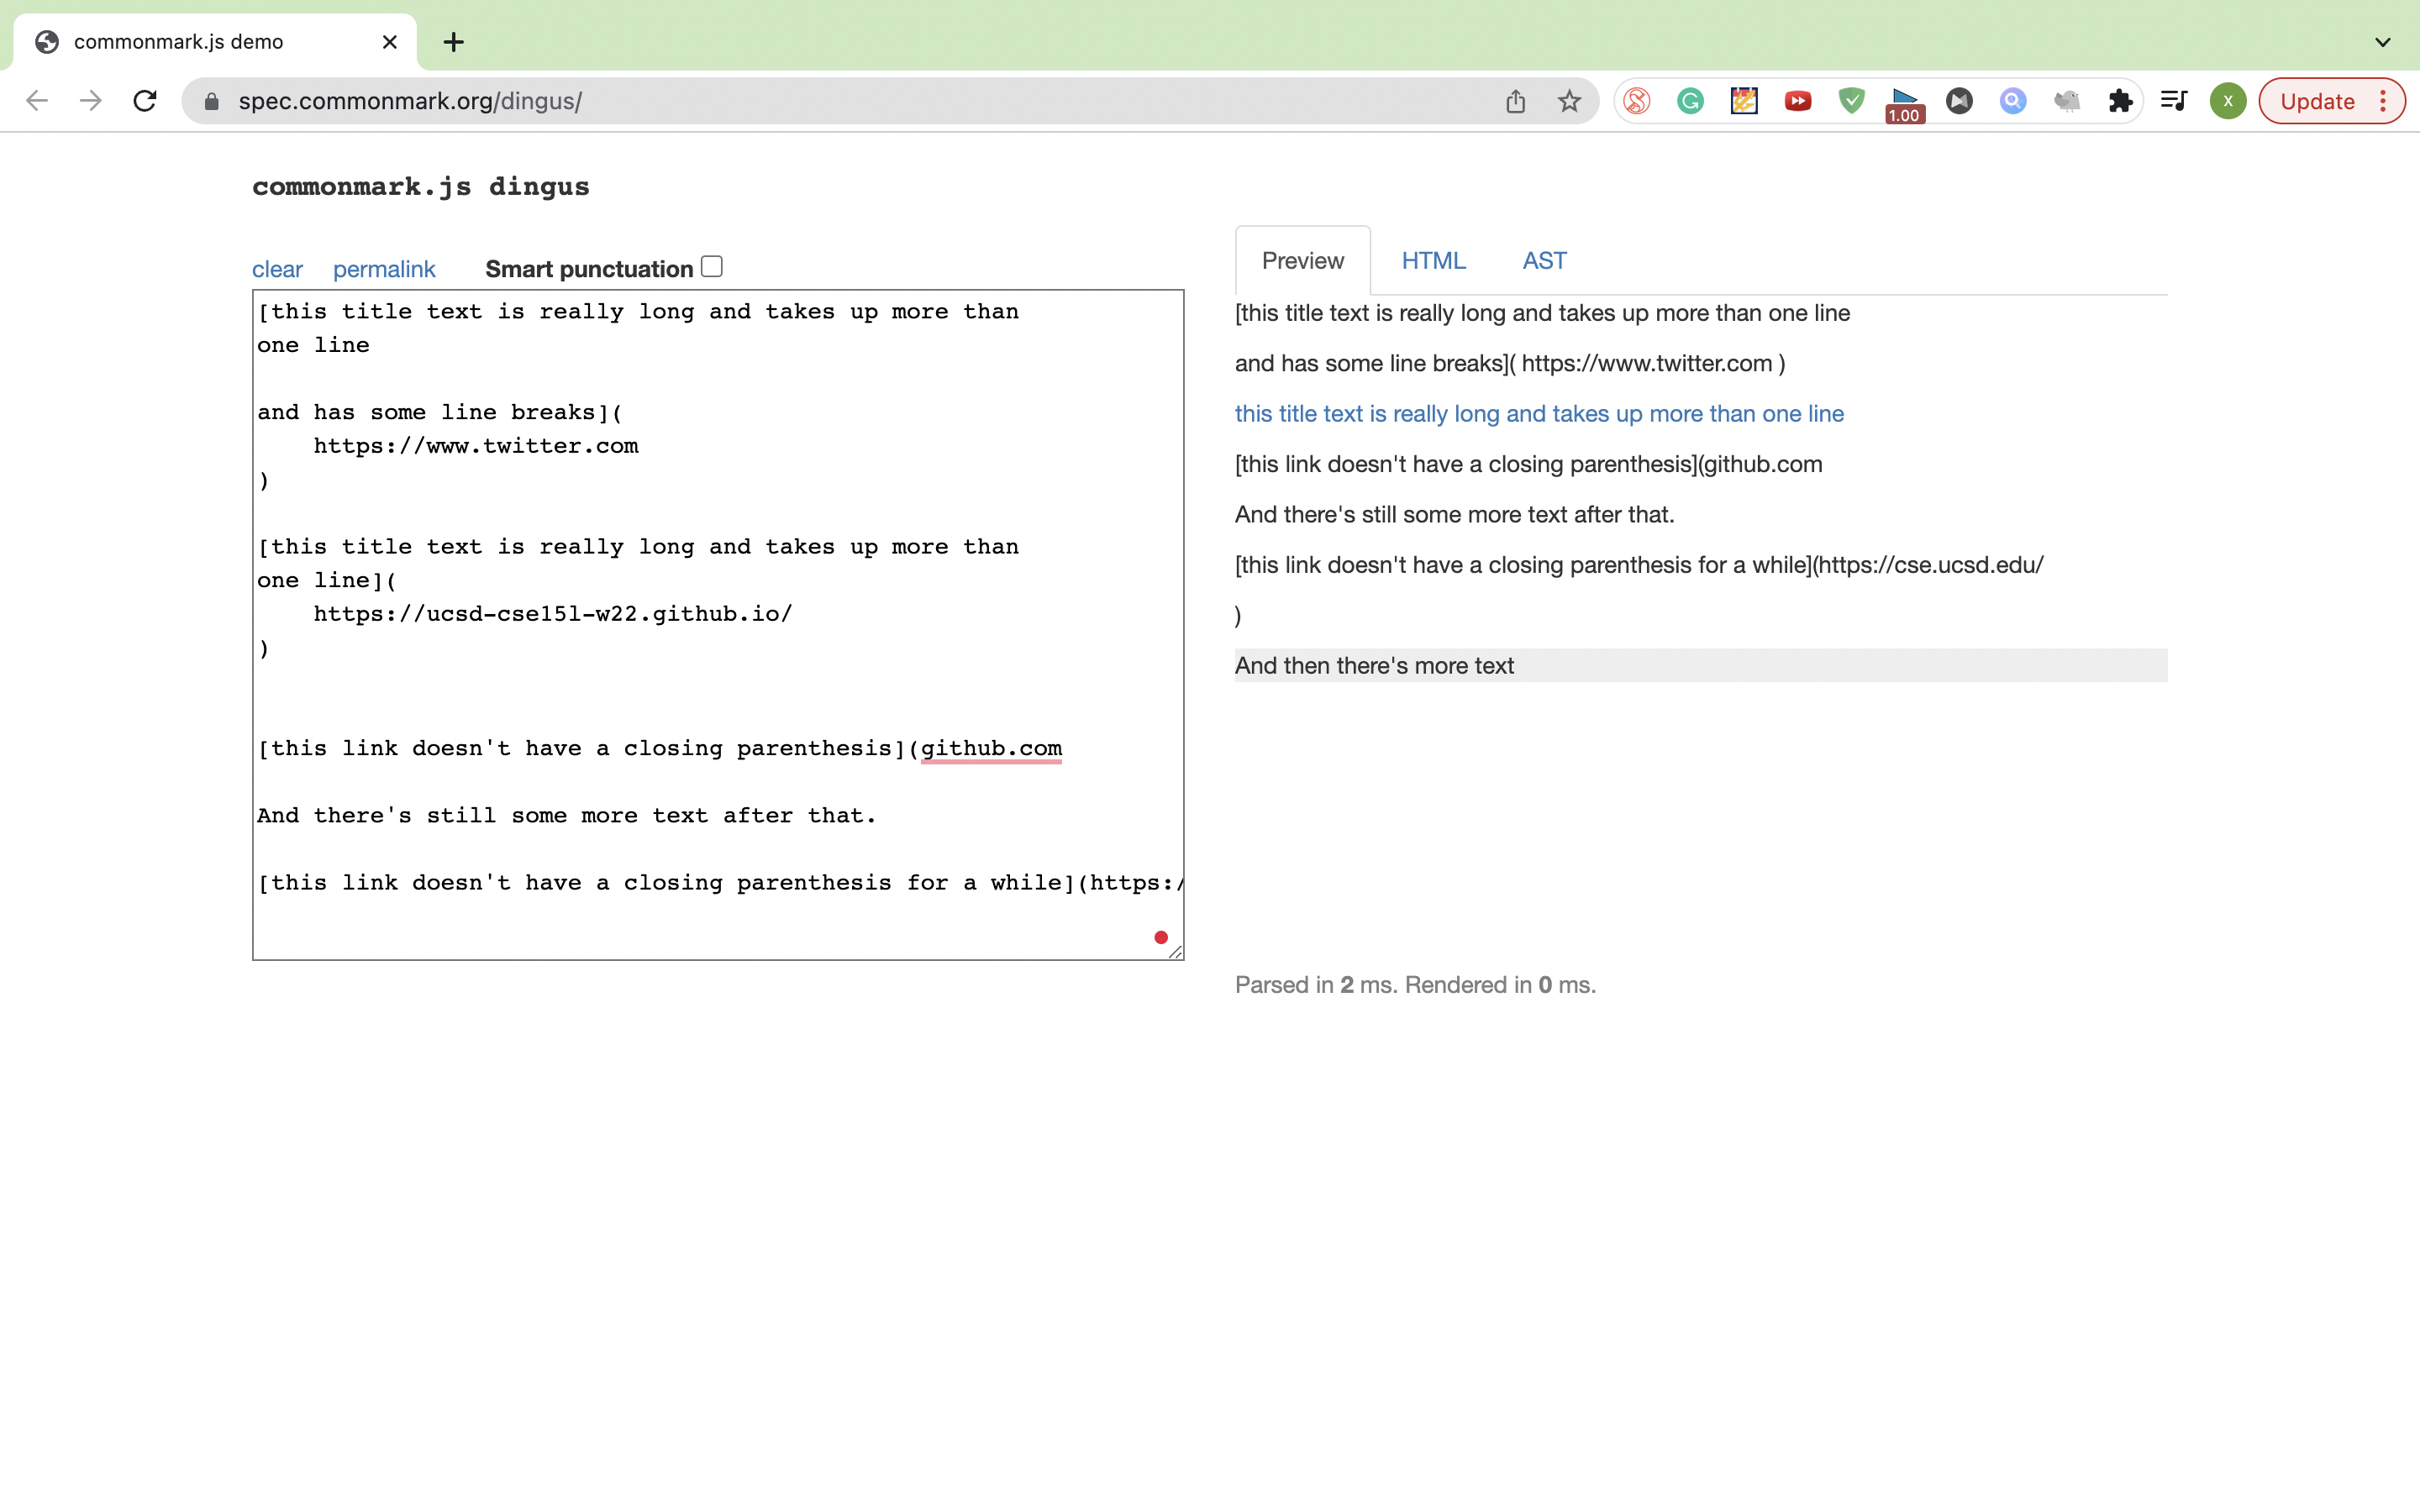 commonmark.js demo
spec.commonmark.org/dingus/
1.00
X
Update
commonmark.js dingus
clear permalink Smart punctuation
[this title text is really long and takes up more than
one line
and has some line breaks](
https://www.twitter.com
)
[this title text is really long and takes up more than
one line](
https://ucsd-cse15l-w22.github.io/
)
[this link doesn't have a closing parenthesis](github.com
And there's still some more text after that.
[this link doesn't have a closing parenthesis for a while](https:/
Preview HTML AST
[this title text is really long and takes up more than one line
and has some line breaks]( https://www.twitter.com )
this title text is really long and takes up more than one line
[this link doesn't have a closing parenthesis](github.com
And there's still some more text after that.
[this link doesn't have a closing parenthesis for a while](https://cse.ucsd.edu/
)
And then there's more text
Parsed in 2 ms. Rendered in 0 ms.